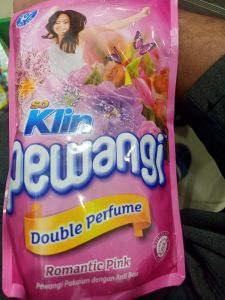 SO
Klin
pewangi
Double Perfume
Romantic Pink
Pewangi Pakaian dengan Anti Bau